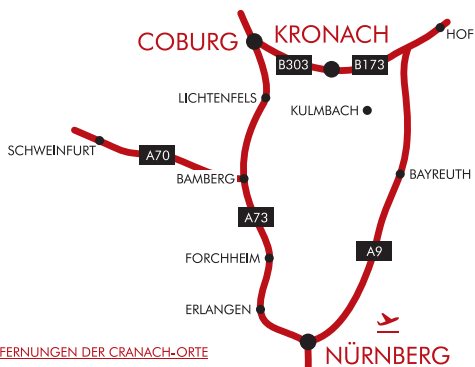 HOF
COBURG
KRONACH
B303
B173
LICHTENFELS
KULMBACH
SCHWEINFURT
A70
BAMBERG
BAYREUTH
A73
FORCHHEIM
A9
ERLANGEN
NÜRNBERG
FERNUNGEN DER CRANACH-ORTE